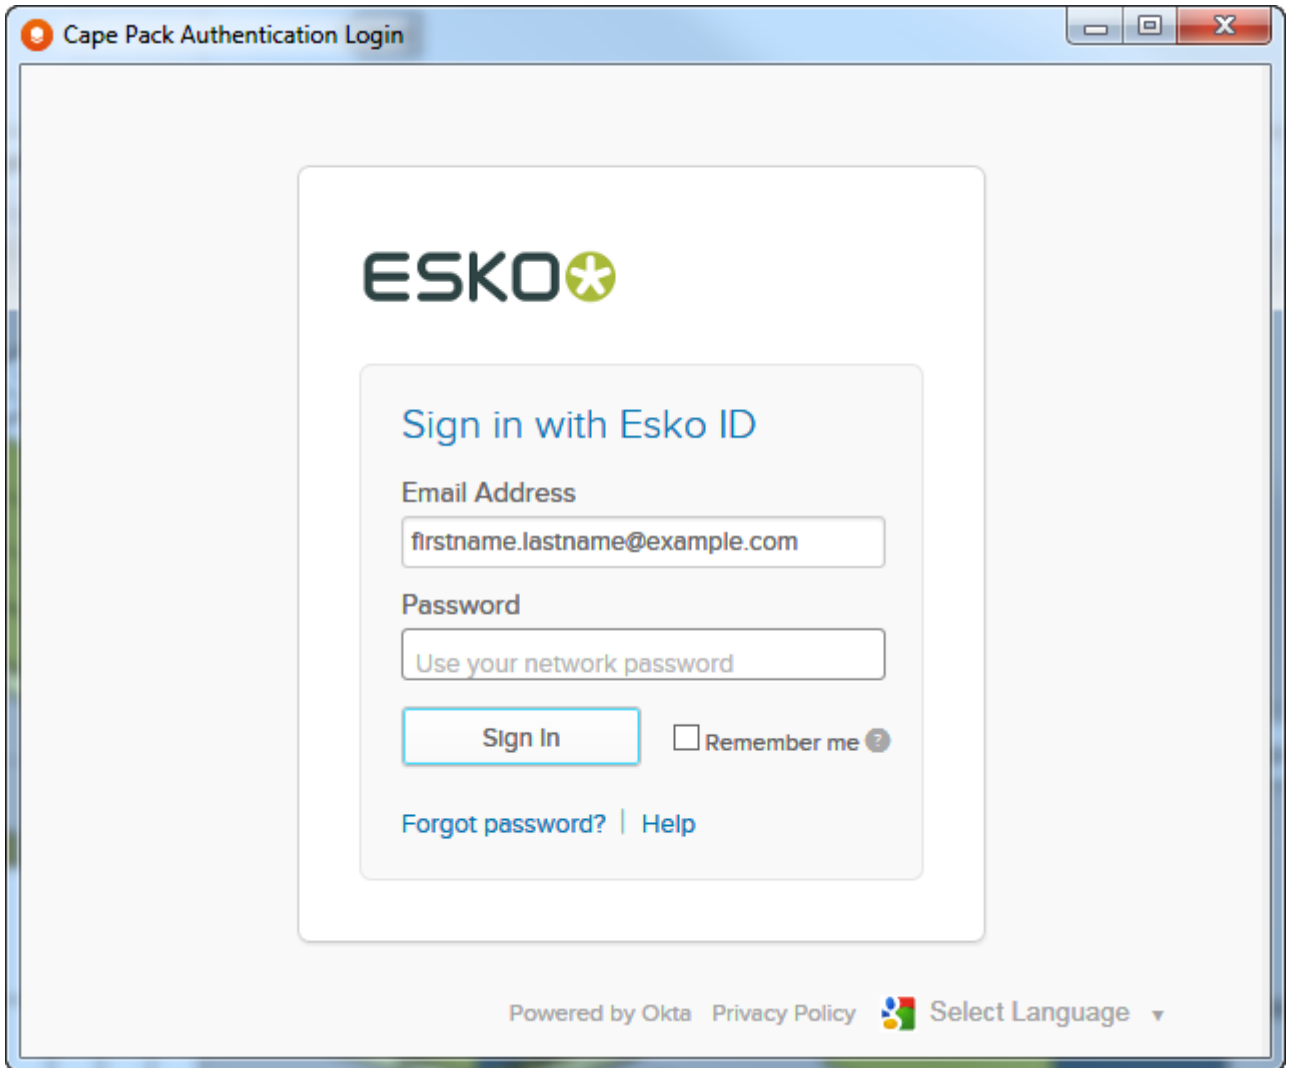 Cape Pack Authentication Login
ESKO
Sign in with Esko ID
Email Address
firstname.lastname@example.com
Password
Use your network password
Sign In Remember me ?
Forgot password? | Help
Powered by Okta Privacy Policy Select Language ▼